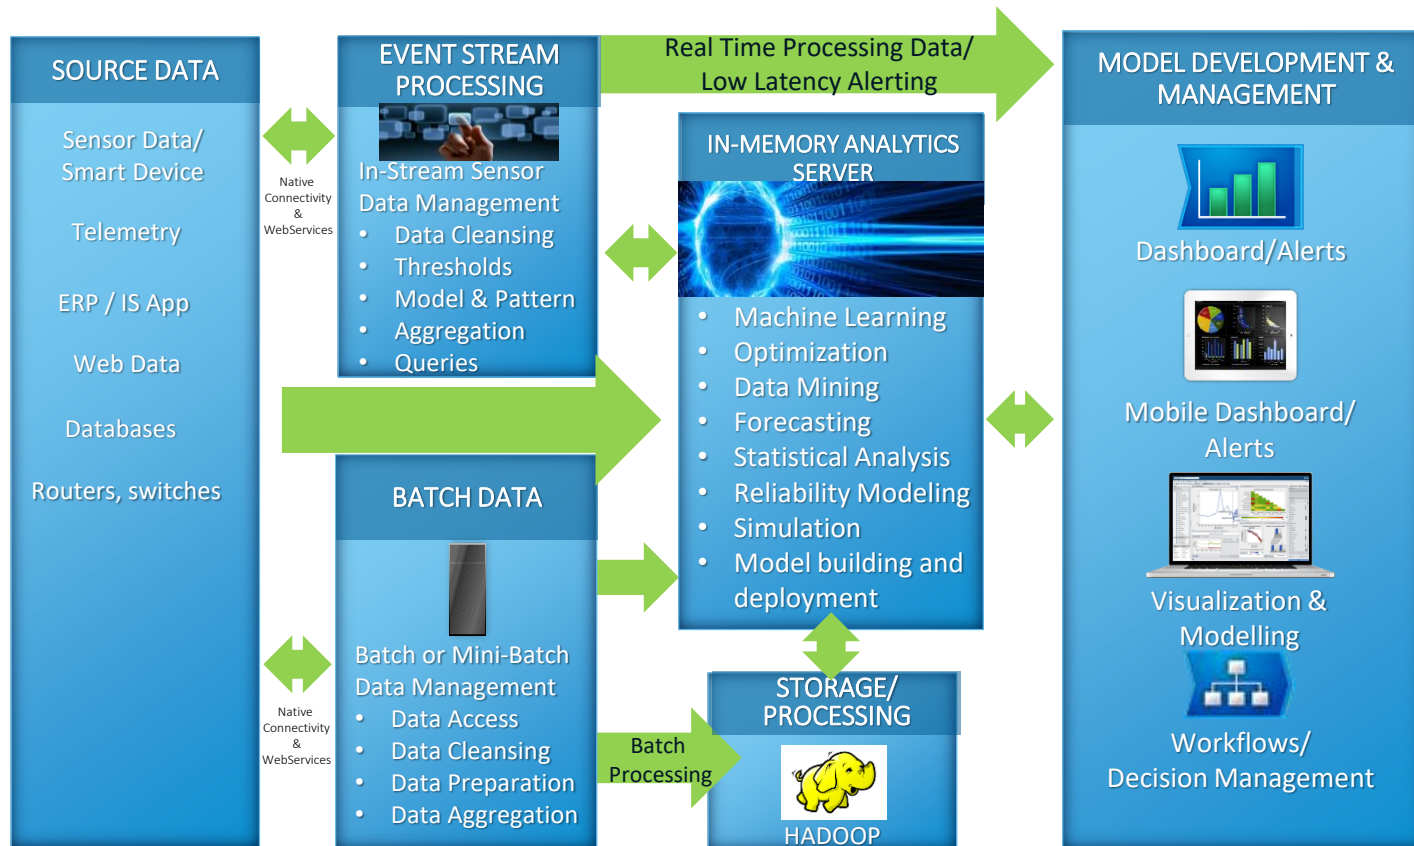 SOURCE DATA
Sensor Data/
Smart Device
Telemetry
ERP / IS App
Web Data
Databases
Routers, switches
Native
Connectivity
&
WebServices
Native
Connectivity
&
WebServices
EVENT STREAM
PROCESSING
In-Stream Sensor
Data Management
• Data Cleansing
• Thresholds
• Model & Pattern
• Aggregation
• Queries
BATCH DATA
Batch or Mini-Batch
Data Management
• Data Access
• Data Cleansing
• Data Preparation
• Data Aggregation
Real Time Processing Data/
Low Latency Alerting
IN-MEMORY ANALYTICS
SERVER
• Machine Learning
• Optimization
• Data Mining
• Forecasting
• Statistical Analysis
• Reliability Modeling
• Simulation
• Model building and
deployment
Batch
Processing
STORAGE/
PROCESSING
HADOOP
MODEL DEVELOPMENT &
MANAGEMENT
Dashboard/Alerts
Mobile Dashboard/
Alerts
Visualization &
Modelling
Workflows/
Decision Management